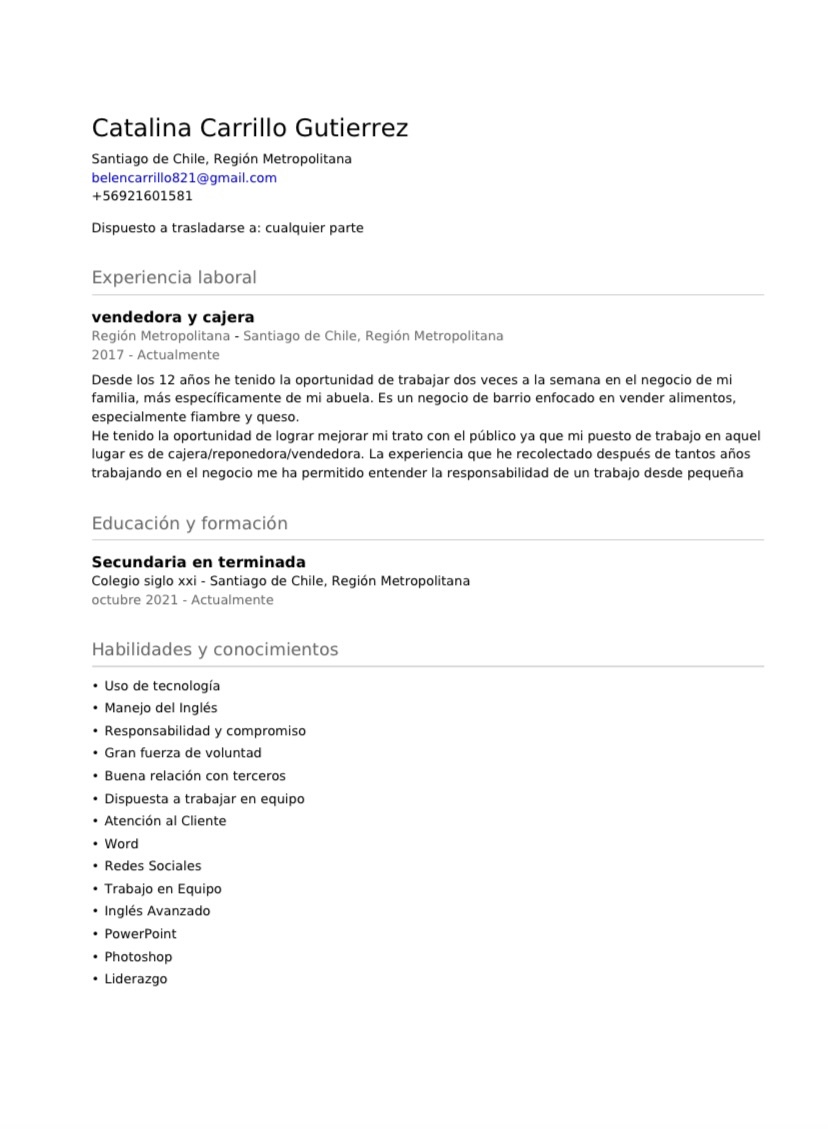 Catalina Carrillo Gutierrez
Santiago de Chile, Región Metropolitana
belencarrillo821@gmail.com
+56921601581
Dispuesto a trasladarse a: cualquier parte
Experiencia laboral
vendedora y cajera
Región Metropolitana - Santiago de Chile, Región Metropolitana
2017 - Actualmente
Desde los 12 años he tenido la oportunidad de trabajar dos veces a la semana en el negocio de mi
familia, más específicamente de mi abuela. Es un negocio de barrio enfocado en vender alimentos,
especialmente fiambre y queso.
He tenido la oportunidad de lograr mejorar mi trato con el público ya que mi puesto de trabajo en aquel
lugar es de cajera/reponedora/vendedora. La experiencia que he recolectado después de tantos años
trabajando en el negocio me ha permitido entender la responsabilidad de un trabajo desde pequeña
Educación y formación
Secundaria en terminada
Colegio siglo xxi - Santiago de Chile, Región Metropolitana
octubre 2021 - Actualmente
Habilidades y conocimientos
• Uso de tecnología
• Manejo del Inglés
• Responsabilidad y compromiso
• Gran fuerza de voluntad
• Buena relación con terceros
• Dispuesta a trabajar en equipo
• Atención al Cliente
• Word
• Redes Sociales
• Trabajo en Equipo
• Inglés Avanzado
• PowerPoint
• Photoshop
• Liderazgo